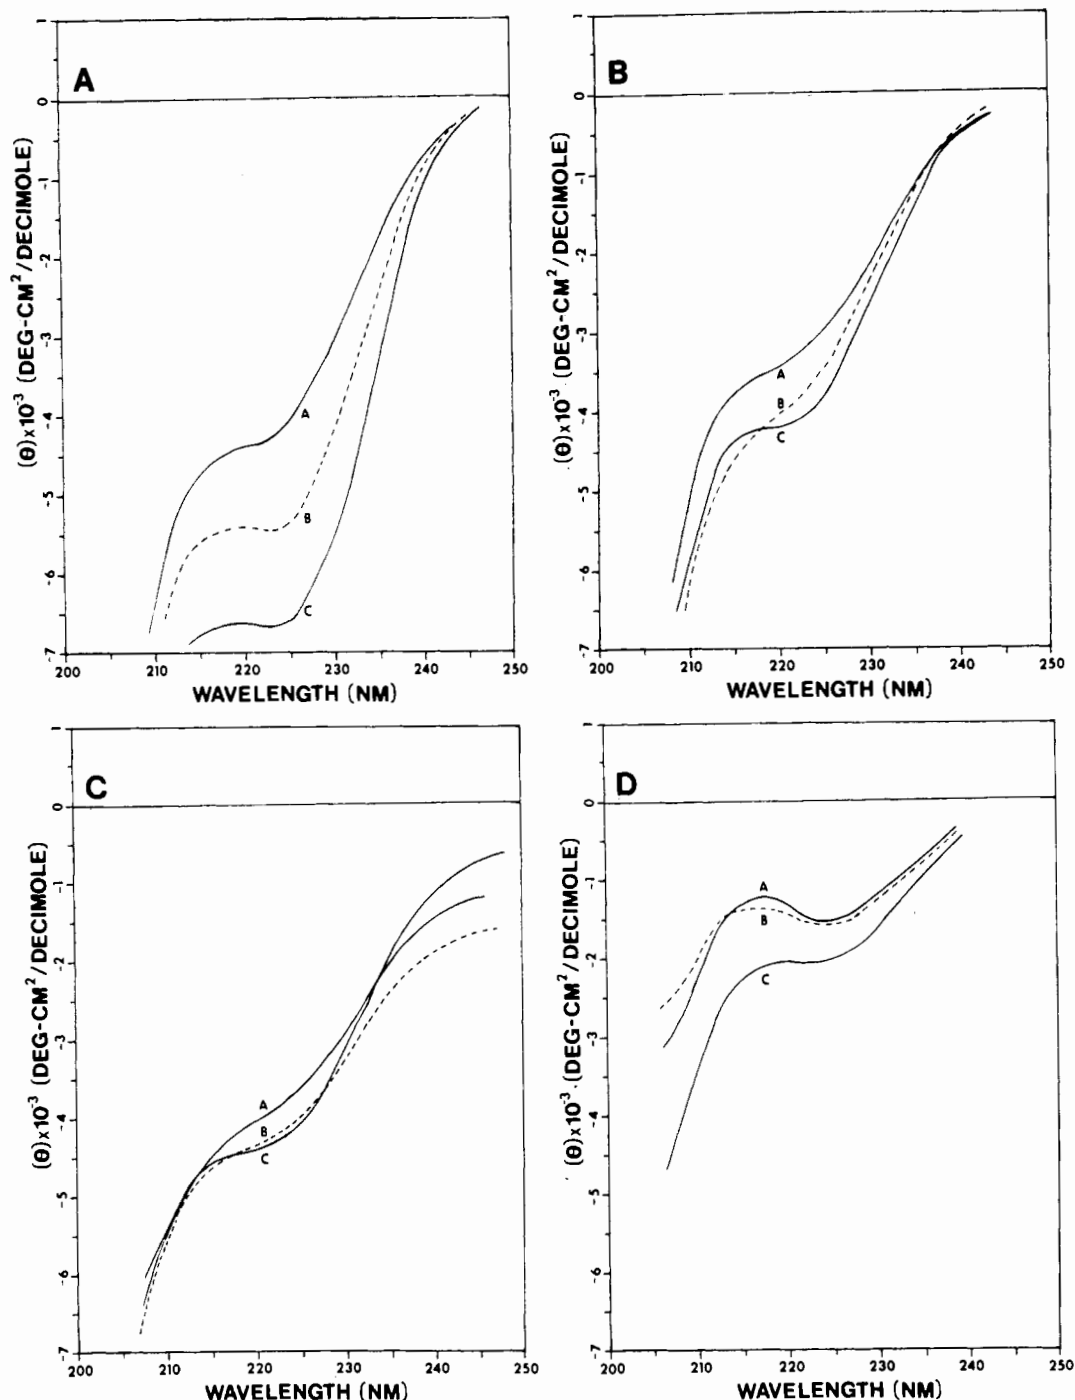 A
1
0
-1
-2
-3
-4
-5
-6
-7
(θ)x10⁻³ (DEG-CM²/DECIMOLE)
A
B
C
200 210 220 230 240 250
WAVELENGTH (NM)
B
1
0
-1
-2
-3
-4
-5
-6
-7
(θ)x10⁻³ (DEG-CM²/DECIMOLE)
A
B
C
200 210 220 230 240 250
WAVELENGTH (NM)
C
1
0
-1
-2
-3
-4
-5
-6
-7
(θ)x10⁻³ (DEG-CM²/DECIMOLE)
A
B
C
200 210 220 230 240 250
WAVELENGTH (NM)
D
1
0
-1
-2
-3
-4
-5
-6
-7
(θ)x10⁻³ (DEG-CM²/DECIMOLE)
A
B
C
200 210 220 230 240 250
WAVELENGTH (NM)